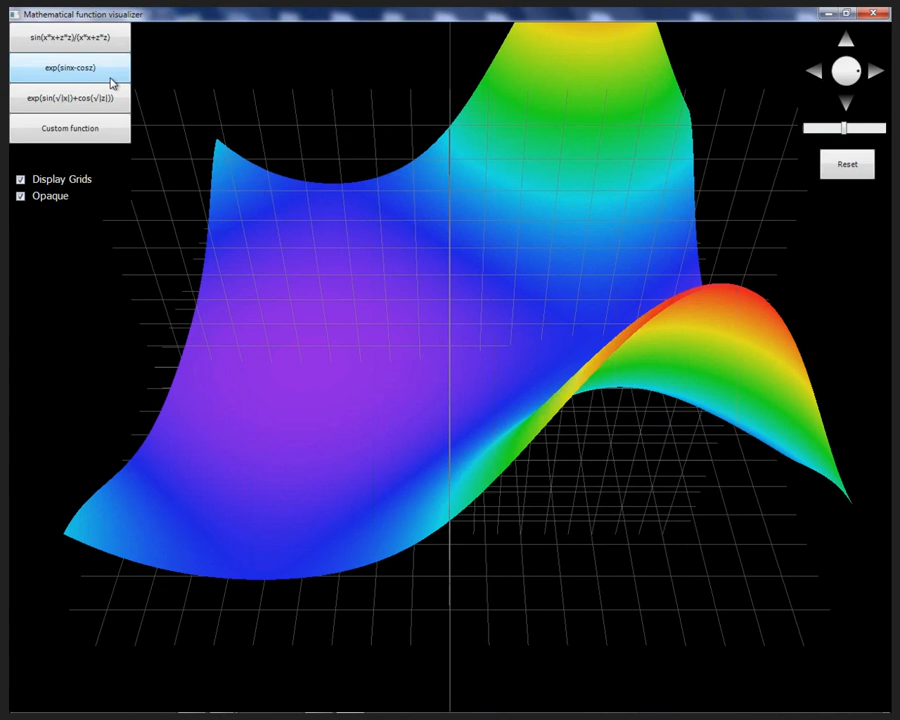 Mathematical function visualizer
sin(x*x+z*z)/(x*x+z*z)
exp(sinx-cosz)
exp(sin(√|x|)+cos(√|z|))
Custom function
Display Grids
Opaque
Reset